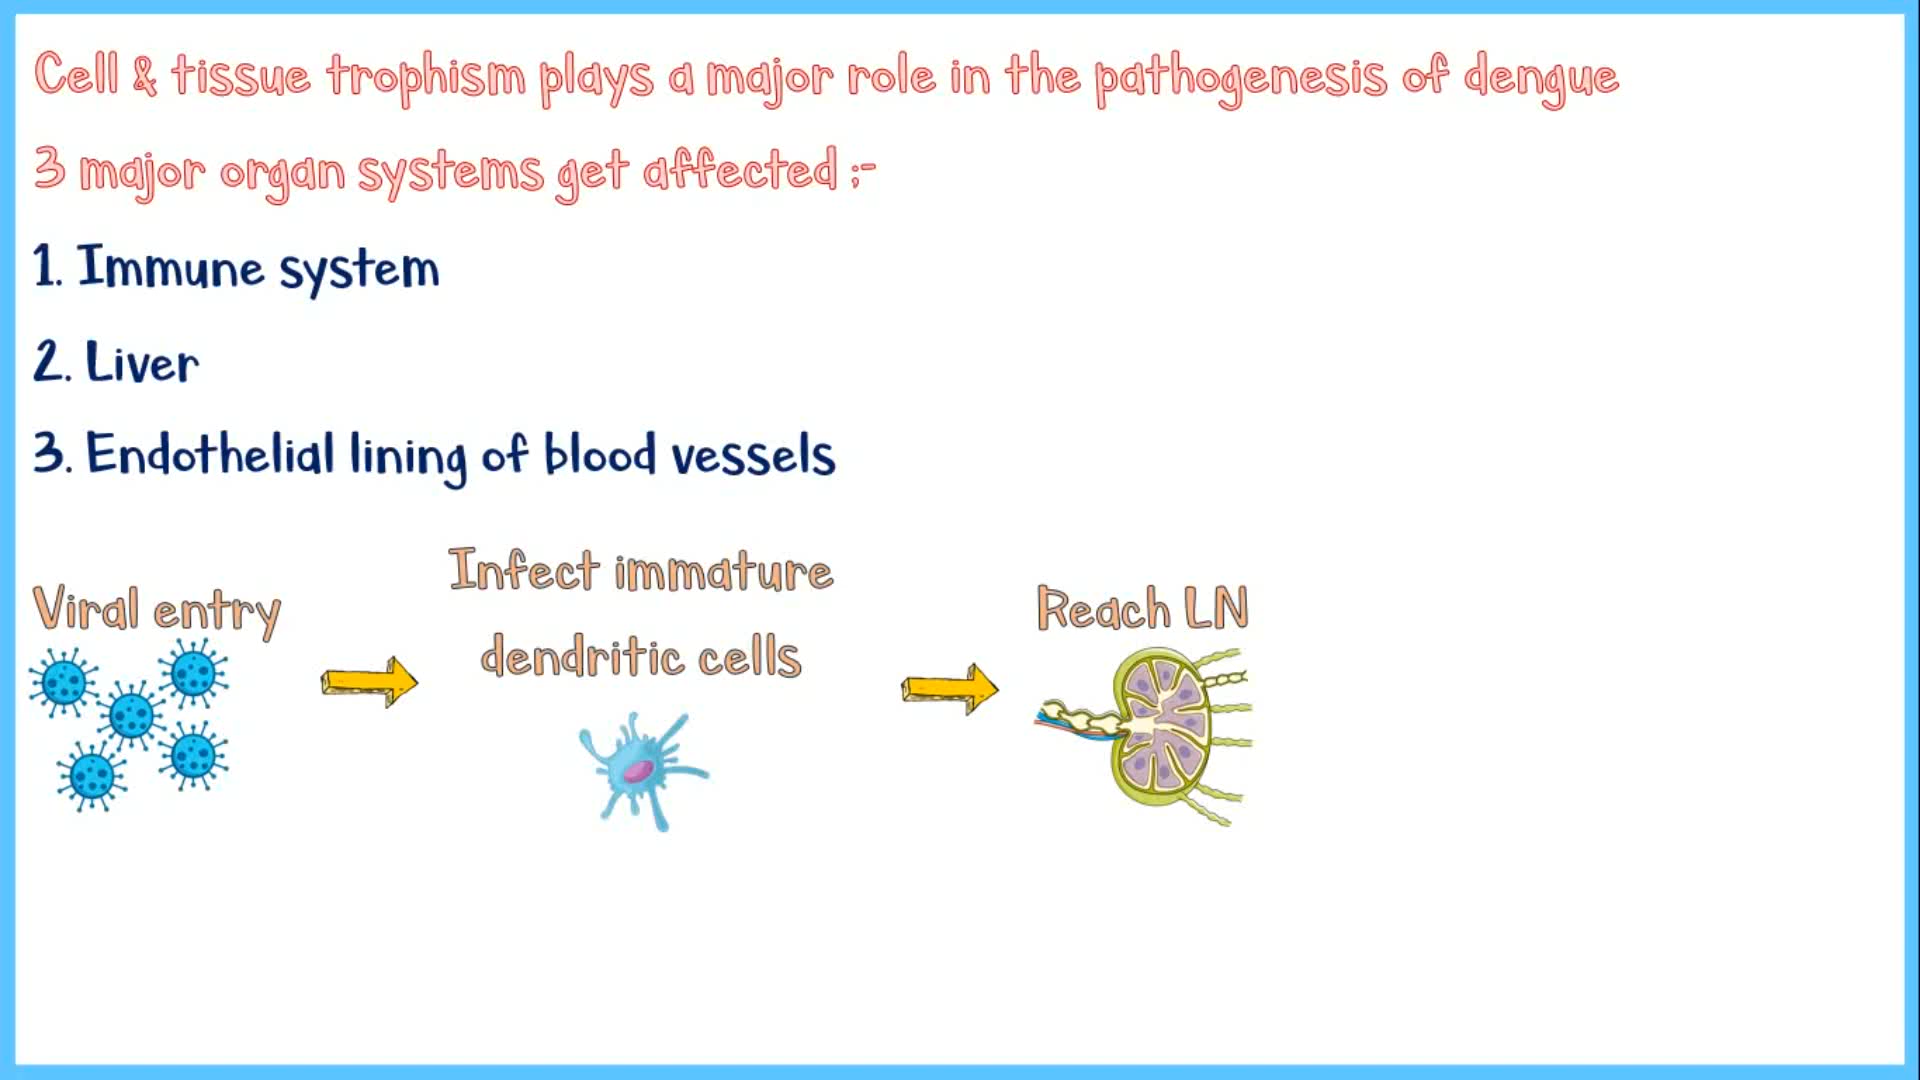 Cell & tissue trophism plays a major role in the pathogenesis of dengue
3 major organ systems get affected ;-
1. Immune system
2. Liver
3. Endothelial lining of blood vessels
Viral entry
Infect immature
dendritic cells
Reach LN